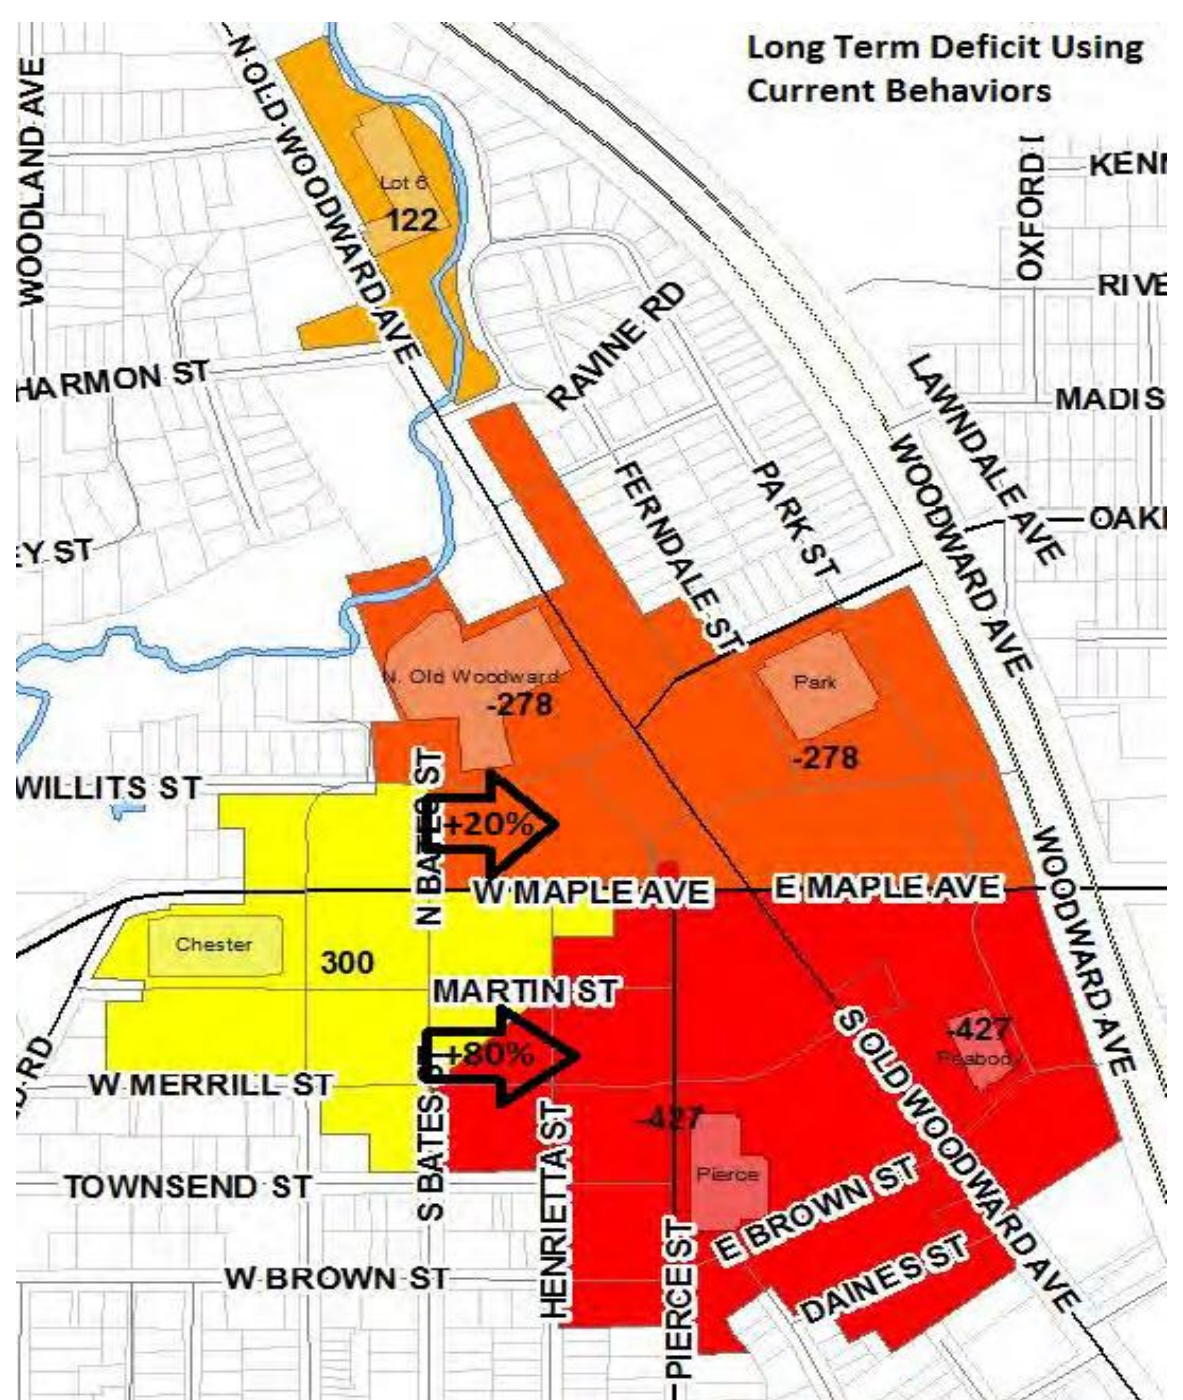 Long Term Deficit Using
Current Behaviors
WOODLAND AVE
N OLD WOODWARD AVE
OXFORD
KEN
Lot 6
122
RIVE
RAVINE RD
HARMON ST
LAWNDALE AVE
MADIS
WOODWARD AVE
PARK ST
FERNDALE ST
OAK
EY ST
N. Old Woodward
-278
Park
-278
WILLITS ST
N BATES ST
+20%
WOODWARD AVE
W MAPLE AVE
E MAPLE AVE
Chester
300
MARTIN ST
S OLD WOODWARD AVE
-427
+80%
RD
W MERRILL ST
S BATES ST
HENRIETTA ST
-427
Pierce
TOWNSEND ST
E BROWN ST
W BROWN ST
PIERCE ST
DAINES ST